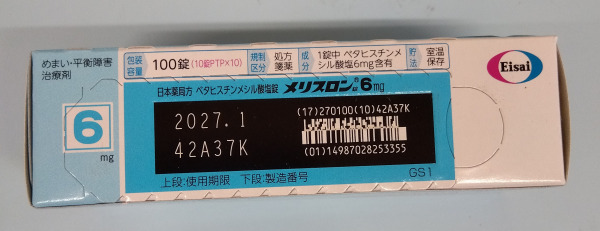 めまい・平衡障害
治療剤
包装
容量
100錠(10錠PTP×10)
規制
区分
処方
箋薬
成
分
1錠中 ベタヒスチンメ
シル酸塩6mg含有
貯
法
室温
保存
Eisai
日本薬局方 ベタヒスチンメシル酸塩錠 メリスロン®錠6mg
6
mg
2027.1
42A37K
(17)270100(10)42A37K
(01)14987028253355
上段:使用期限 下段:製造番号
GS1